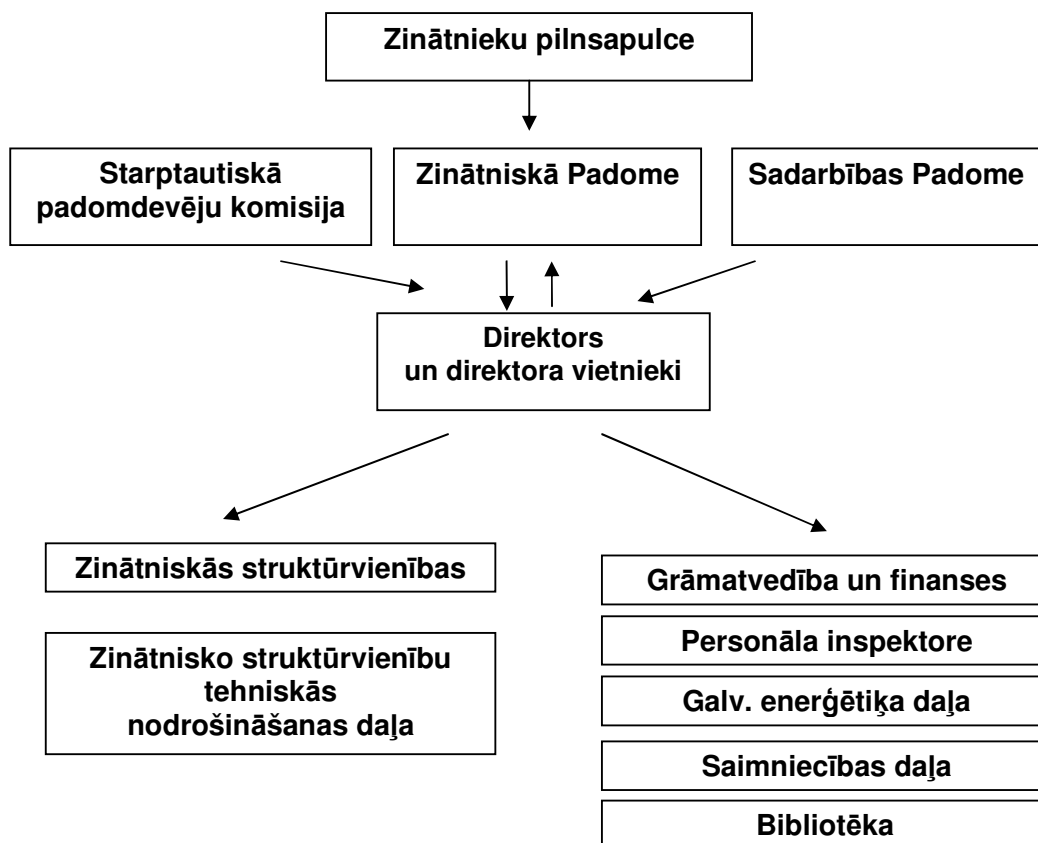 Zinātnieku pilnsapulce
Starptautiskā
padomdevēju komisija
Zinātniskā Padome
Sadarbības Padome
Direktors
un direktora vietnieki
Zinātniskās struktūrvienības
Zinātnisko struktūrvienību
tehniskās
nodrošināšanas daļa
Grāmatvedība un finanses
Personāla inspektore
Galv. enerģētiķa daļa
Saimniecības daļa
Bibliotēka